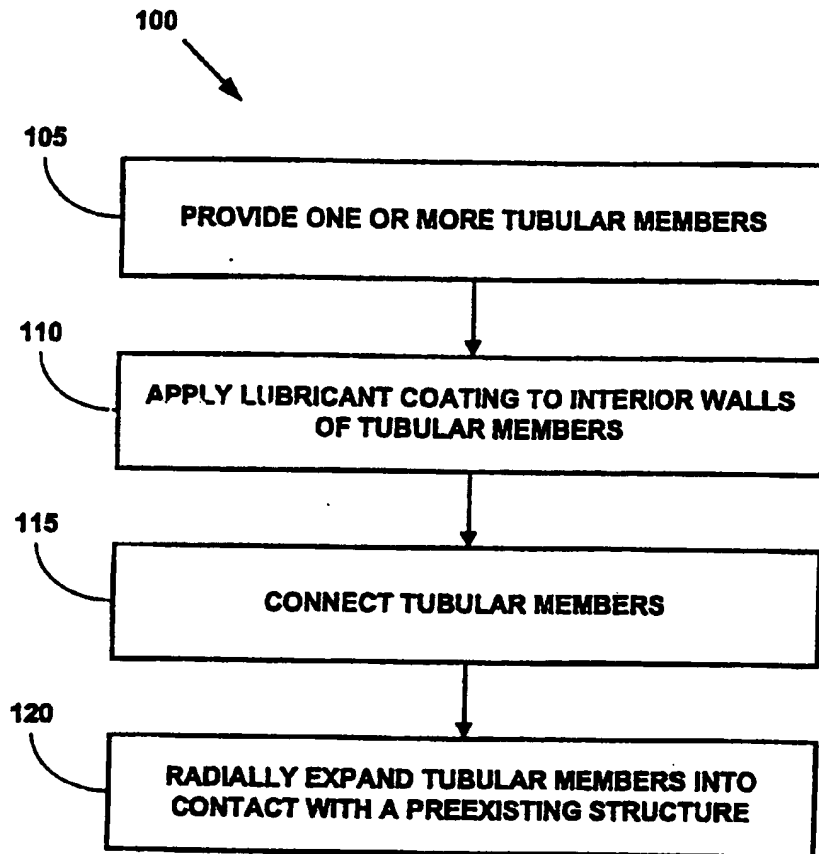 100
105
PROVIDE ONE OR MORE TUBULAR MEMBERS
110
APPLY LUBRICANT COATING TO INTERIOR WALLS
OF TUBULAR MEMBERS
115
CONNECT TUBULAR MEMBERS
120
RADIALLY EXPAND TUBULAR MEMBERS INTO
CONTACT WITH A PREEXISTING STRUCTURE